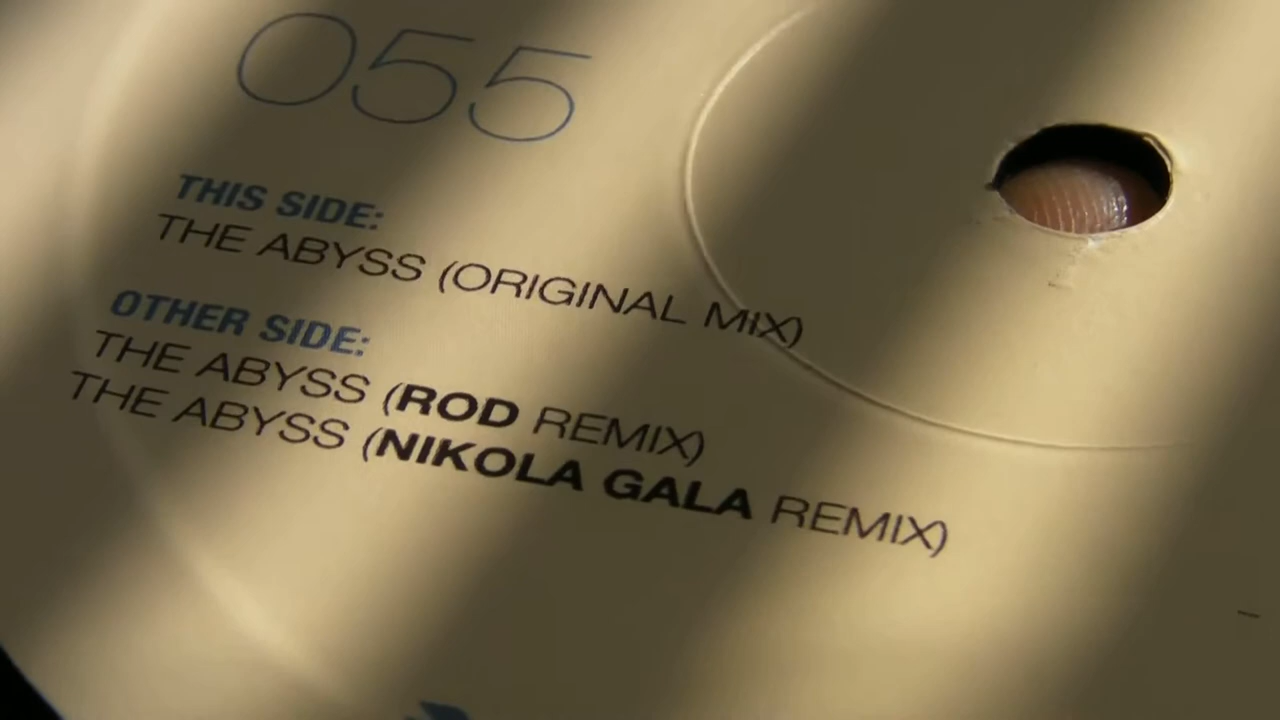 055
THIS SIDE:
THE ABYSS (ORIGINAL MIX)
OTHER SIDE:
THE ABYSS (ROD REMIX)
THE ABYSS (NIKOLA GALA REMIX)